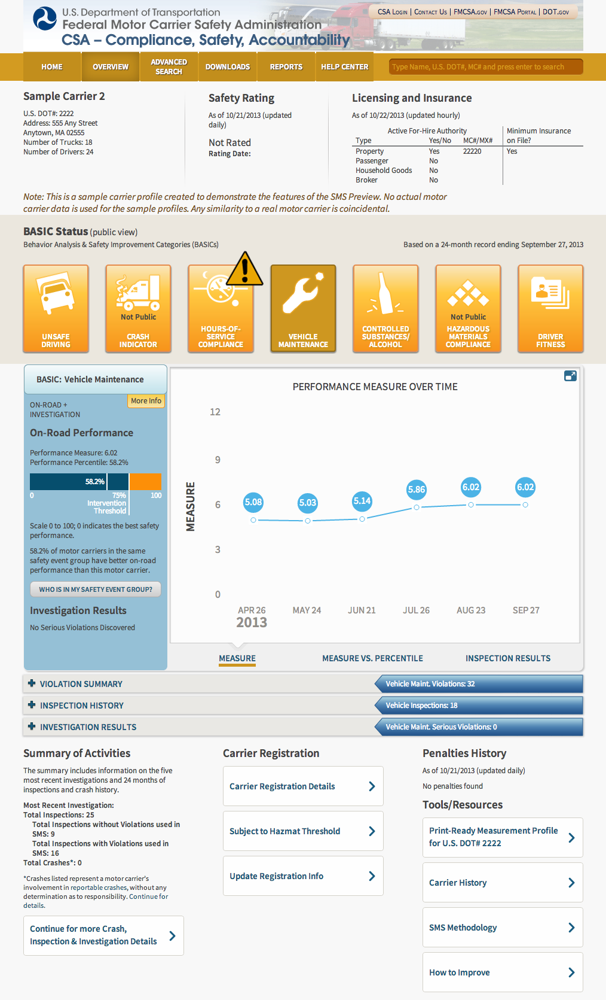 U.S. Department of Transportation
Federal Motor Carrier Safety Administration
CSA – Compliance, Safety, Accountability
CSA Login | Contact Us | FMCSA.gov | FMCSA Portal | DOT.gov
HOME
OVERVIEW
ADVANCED
SEARCH
DOWNLOADS
REPORTS
HELP CENTER
Type Name, U.S. DOT#, MC# and press enter to search
Sample Carrier 2
U.S. DOT#: 2222
Address: 555 Any Street
Anytown, MA 02555
Number of Trucks: 18
Number of Drivers: 24
Safety Rating
As of 10/21/2013 (updated
daily)
Not Rated
Rating Date:
Licensing and Insurance
As of 10/22/2013 (updated hourly)
Active For-Hire Authority Minimum Insurance
Type Yes/No MC#/MX# on File?
Property Yes 22220 Yes
Passenger No
Household Goods No
Broker No
Note: This is a sample carrier profile created to demonstrate the features of the SMS Preview. No actual motor
carrier data is used for the sample profiles. Any similarity to a real motor carrier is coincidental.
BASIC Status (public view)
Behavior Analysis & Safety Improvement Categories (BASICs)
Based on a 24-month record ending September 27, 2013
UNSAFE
DRIVING
Not Public
CRASH
INDICATOR
HOURS-OF-
SERVICE
COMPLIANCE
VEHICLE
MAINTENANCE
CONTROLLED
SUBSTANCES/
ALCOHOL
Not Public
HAZARDOUS
MATERIALS
COMPLIANCE
DRIVER
FITNESS
BASIC: Vehicle Maintenance
More Info
ON-ROAD +
INVESTIGATION
On-Road Performance
Performance Measure: 6.02
Performance Percentile: 58.2%
58.2%
0 75% 100
Intervention
Threshold
Scale 0 to 100; 0 indicates the best safety
performance.
58.2% of motor carriers in the same
safety event group have better on-road
performance than this motor carrier.
WHO IS IN MY SAFETY EVENT GROUP?
Investigation Results
No Serious Violations Discovered
PERFORMANCE MEASURE OVER TIME
MEASURE
12
9
6
3
0
5.08
5.03
5.14
5.86
6.02
6.02
APR 26 MAY 24 JUN 21 JUL 26 AUG 23 SEP 27
2013
MEASURE
MEASURE VS. PERCENTILE
INSPECTION RESULTS
VIOLATION SUMMARY
Vehicle Maint. Violations: 32
INSPECTION HISTORY
Vehicle Inspections: 18
INVESTIGATION RESULTS
Vehicle Maint. Serious Violations: 0
Summary of Activities
The summary includes information on the five
most recent investigations and 24 months of
inspections and crash history.
Most Recent Investigation:
Total Inspections: 25
Total Inspections without Violations used in
SMS: 9
Total Inspections with Violations used in
SMS: 16
Total Crashes*: 0
*Crashes listed represent a motor carrier's
involvement in reportable crashes, without any
determination as to responsibility. Continue for
details.
Continue for more Crash,
Inspection & Investigation Details
Carrier Registration
Carrier Registration Details
Subject to Hazmat Threshold
Update Registration Info
Penalties History
As of 10/21/2013 (updated daily)
No penalties found
Tools/Resources
Print-Ready Measurement Profile
for U.S. DOT# 2222
Carrier History
SMS Methodology
How to Improve